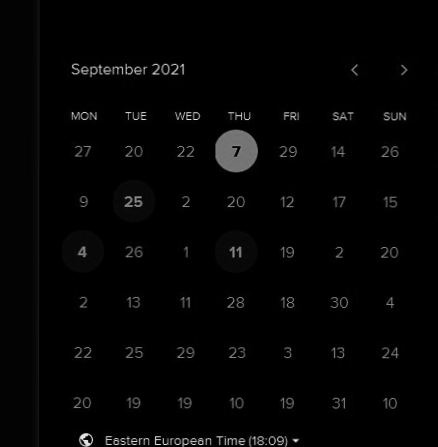 September 2021
MON TUE WED THU FRI SAT SUN
27 20 22 7 29 14 26
9 25 2 20 12 17 15
4 26 1 11 19 2 20
2 13 11 28 18 30 4
22 25 29 23 3 13 24
20 19 19 10 19 31 10
Eastern European Time (18:09)